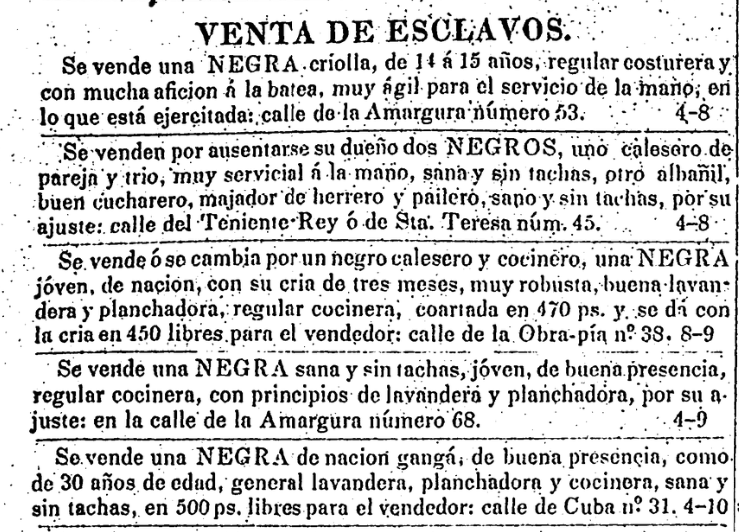 VENTA DE ESCLAVOS.
Se vende una NEGRA criolla, de 14 á 15 años, regular costurera y
con mucha aficion á la batea, muy ágil para el servicio de la mano, en
lo que está ejercitada: calle de la Amargura número 53. 4-8
Se venden por ausentarse su dueño dos NEGROS, uno calesero de
pareja y trio, muy servicial á la mano, sana y sin tachas, otro albañil,
buen cucharero, majador de herrero y pailero, sano y sin tachas, por su
ajuste: calle del Teniente-Rey ó de Sta. Teresa núm. 45. 4-8
Se vende ó se cambia por un negro calesero y cocinero, una NEGRA
jóven, de nacion, con su cria de tres meses, muy robusta, buena lavan-
dera y planchadora, regular cocinera, coartada en 470 ps. y se dá con
la cria en 450 libres para el vendedor: calle de la Obra-pía nº 38. 8-9
Se vende una NEGRA sana y sin tachas, jóven, de buena presencia,
regular cocinera, con principios de lavandera y planchadora, por su a-
juste: en la calle de la Amargura número 68. 4-9
Se vende una NEGRA de nacion gangá, de buena presencia, como
de 30 años de edad, general lavandera, planchadora y cocinera, sana y
sin tachas, en 500 ps. libres para el vendedor: calle de Cuba nº 31. 4-10